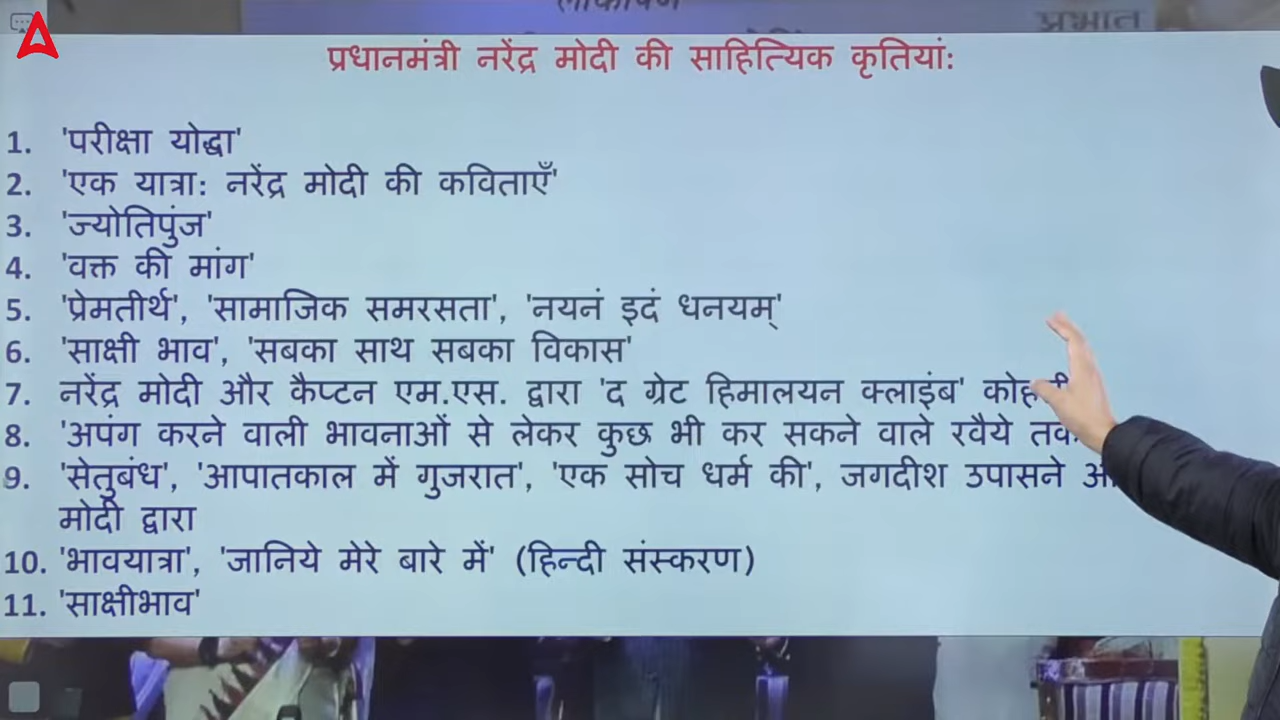 प्रभात
प्रधानमंत्री नरेंद्र मोदी की साहित्यिक कृतियां:
1. 'परीक्षा योद्धा'
2. 'एक यात्रा: नरेंद्र मोदी की कविताएँ'
3. 'ज्योतिपुंज'
4. 'वक्त की मांग'
5. 'प्रेमतीर्थ', 'सामाजिक समरसता', 'नयनं इदं धनयम्'
6. 'साक्षी भाव', 'सबका साथ सबका विकास'
7. नरेंद्र मोदी और कैप्टन एम.एस. द्वारा 'द ग्रेट हिमालयन क्लाइंब'
8. 'अपंग करने वाली भावनाओं से लेकर कुछ भी कर सकने वाले रवैये
9. 'सेतुबंध', 'आपातकाल में गुजरात', 'एक सोच धर्म की', जगदीश उपासने
मोदी द्वारा
10. 'भावयात्रा', 'जानिये मेरे बारे में' (हिन्दी संस्करण)
11. 'साक्षीभाव'